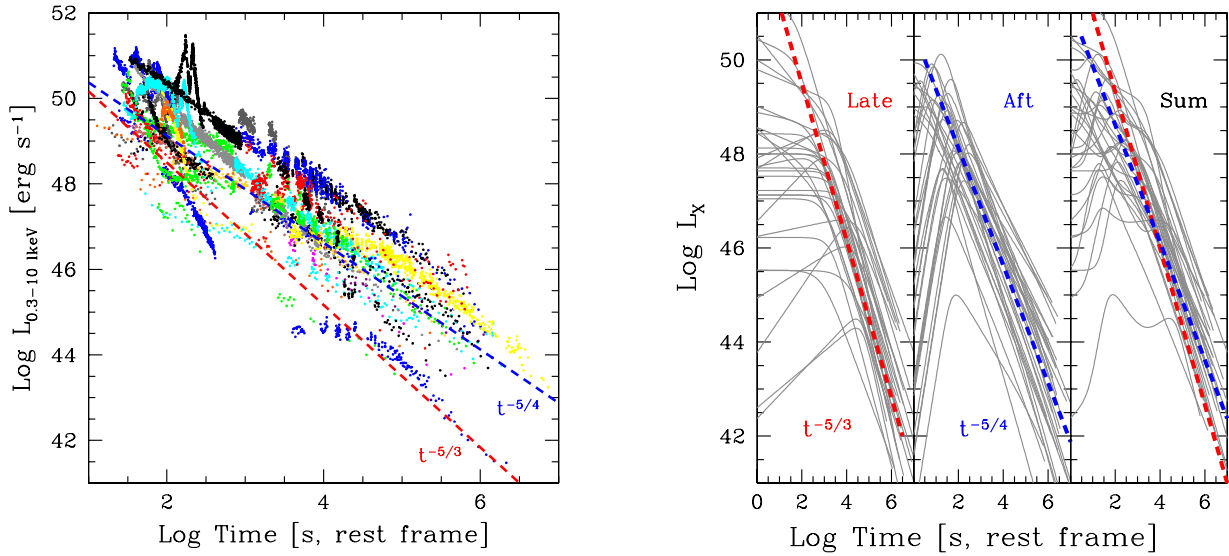 52
50
48
46
44
42
2
4
6
Log L0.3−10 keV [erg s−1]
Log Time [s, rest frame]
t−5/4
t−5/3
50
48
46
44
42
Log LX
Late
Aft
Sum
t−5/3
t−5/4
0 2 4 6 0 2 4 6 0 2 4 6
Log Time [s, rest frame]